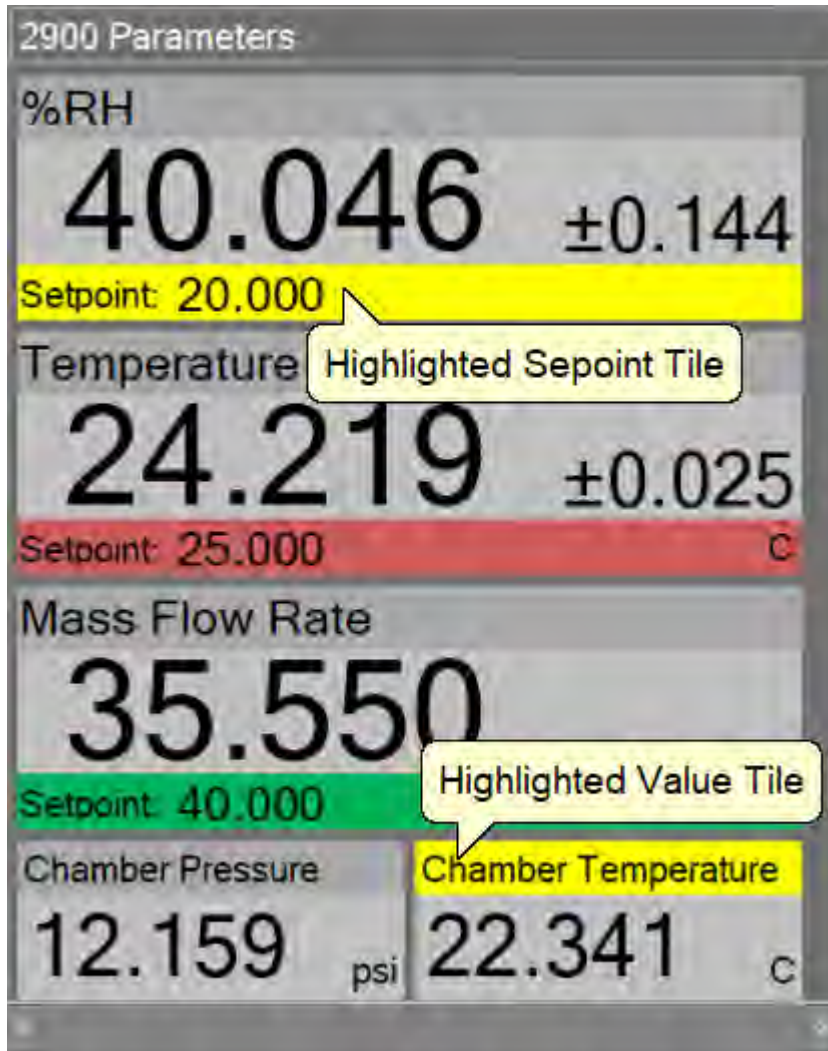 2900 Parameters
%RH
40.046 ±0.144
Setpoint: 20.000
Highlighted Sepoint Tile
Temperature
24.219 ±0.025
Setpoint: 25.000 C
Mass Flow Rate
35.550
Setpoint: 40.000
Highlighted Value Tile
Chamber Pressure
12.159 psi
Chamber Temperature
22.341 C